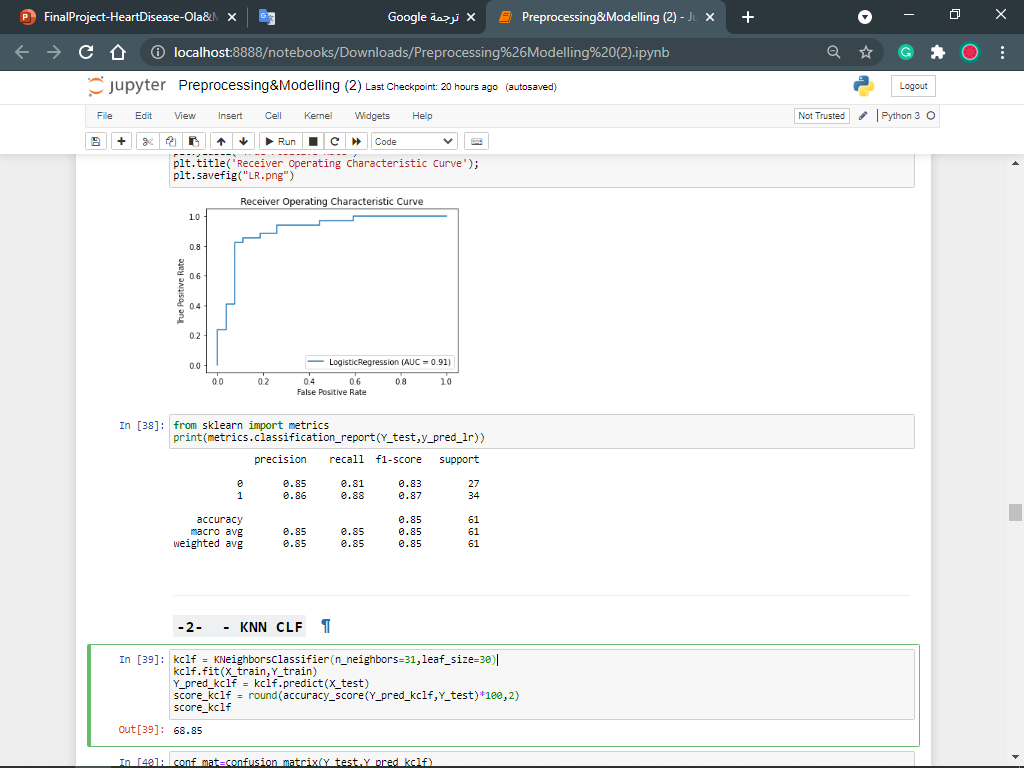 FinalProject-HeartDisease-Ola&
Google ترجمة
Preprocessing&Modelling (2) - Ju
localhost:8888/notebooks/Downloads/Preprocessing%26Modelling%20(2).ipynb
jupyter Preprocessing&Modelling (2) Last Checkpoint: 20 hours ago (autosaved)
Logout
File Edit View Insert Cell Kernel Widgets Help
Not Trusted
Python 3
Run
Code
plt.title('Receiver Operating Characteristic Curve');
plt.savefig("LR.png")
Receiver Operating Characteristic Curve
1.0
0.8
0.6
0.4
0.2
0.0
True Positive Rate
LogisticRegression (AUC = 0.91)
0.0 0.2 0.4 0.6 0.8 1.0
False Positive Rate
In [38]: from sklearn import metrics
print(metrics.classification_report(Y_test,y_pred_lr))
precision recall f1-score support
0 0.85 0.81 0.83 27
1 0.86 0.88 0.87 34
accuracy 0.85 61
macro avg 0.85 0.85 0.85 61
weighted avg 0.85 0.85 0.85 61
-2- - KNN CLF ¶
In [39]: kclf = KNeighborsClassifier(n_neighbors=31,leaf_size=30)
kclf.fit(X_train,Y_train)
Y_pred_kclf = kclf.predict(X_test)
score_kclf = round(accuracy_score(Y_pred_kclf,Y_test)*100,2)
score_kclf
Out[39]: 68.85
In [40]: conf_mat=confusion_matrix(Y_test,Y_pred_kclf)